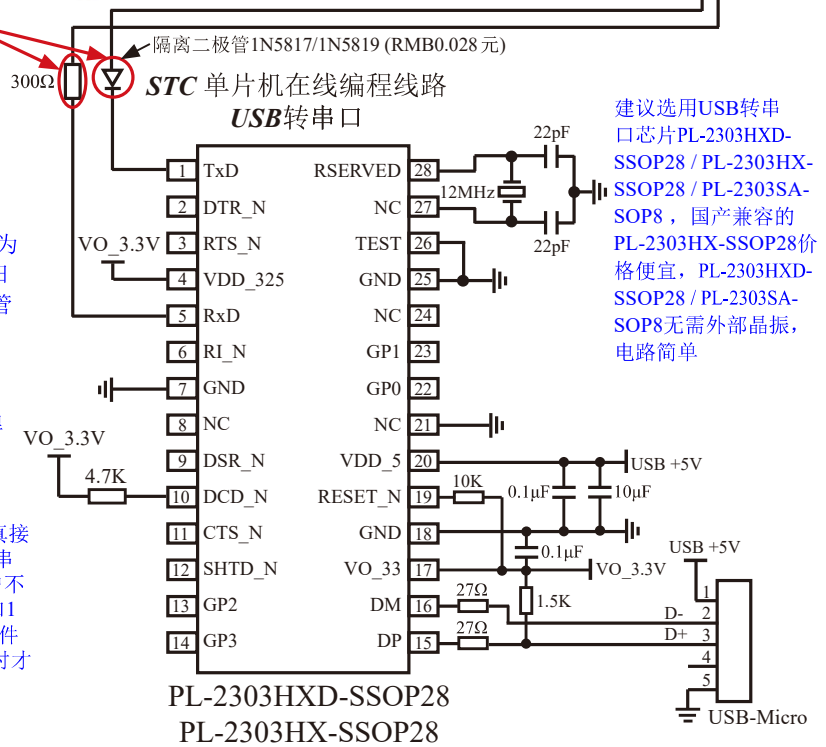 隔离二极管1N5817/1N5819 (RMB0.028元)
300Ω
STC 单片机在线编程线路
USB转串口
建议选用USB转串
口芯片PL-2303HXD-
SSOP28 / PL-2303HX-
SSOP28 / PL-2303SA-
SOP8，国产兼容的
PL-2303HX-SSOP28价
格便宜，PL-2303HXD-
SSOP28 / PL-2303SA-
SOP8无需外部晶振，
电路简单
22pF
12MHz
22pF
1 TxD
2 DTR_N
3 RTS_N
4 VDD_325
5 RxD
6 RI_N
7 GND
8 NC
9 DSR_N
10 DCD_N
11 CTS_N
12 SHTD_N
13 GP2
14 GP3
RSERVED 28
NC 27
TEST 26
GND 25
NC 24
GP1 23
GP0 22
NC 21
VDD_5 20
RESET_N 19
GND 18
VO_33 17
DM 16
DP 15
VO_3.3V
为
管
VO_3.3V
4.7K
接
串
不
1
件
才
10K
0.1μF
10μF
USB +5V
0.1μF
VO_3.3V
27Ω
27Ω
1.5K
USB +5V
D-
D+
1
2
3
4
5
USB-Micro
PL-2303HXD-SSOP28
PL-2303HX-SSOP28